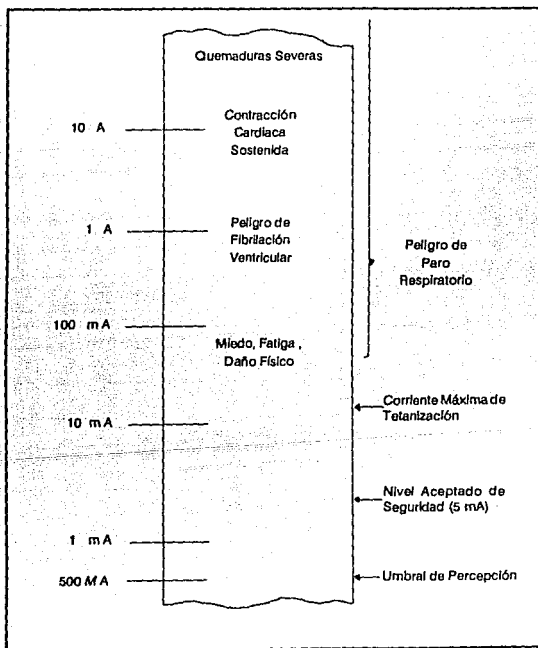 Quemaduras Severas
10 A
Contracción
Cardiaca
Sostenida
1 A
Peligro de
Fibrilación
Ventricular
Peligro de
Paro
Respiratorio
100 mA
Miedo, Fatiga ,
Daño Físico
Corriente Máxima de
Tetanización
10 mA
Nivel Aceptado de
Seguridad (5 mA)
1 mA
500 MA
Umbral de Percepción